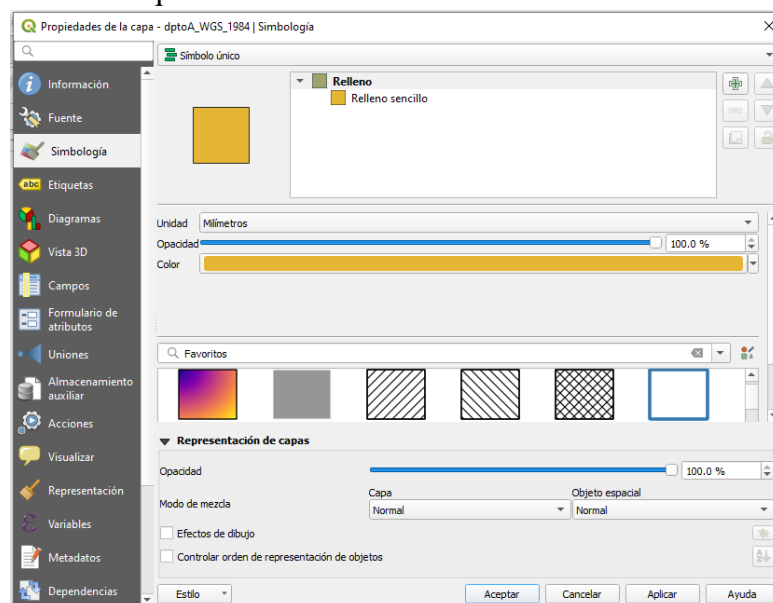 Propiedades de la capa - dptoA_WGS_1984 | Simbología
Símbolo único
Información
Fuente
Simbología
abc Etiquetas
Diagramas
Vista 3D
Campos
Formulario de
atributos
Uniones
Almacenamiento
auxiliar
Acciones
Visualizar
Representación
Variables
Metadatos
Dependencias
Relleno
Relleno sencillo
Unidad Milímetros
Opacidad 100.0 %
Color
Favoritos
Representación de capas
Opacidad 100.0 %
Capa Objeto espacial
Modo de mezcla Normal Normal
Efectos de dibujo
Controlar orden de representación de objetos
Estilo Aceptar Cancelar Aplicar Ayuda